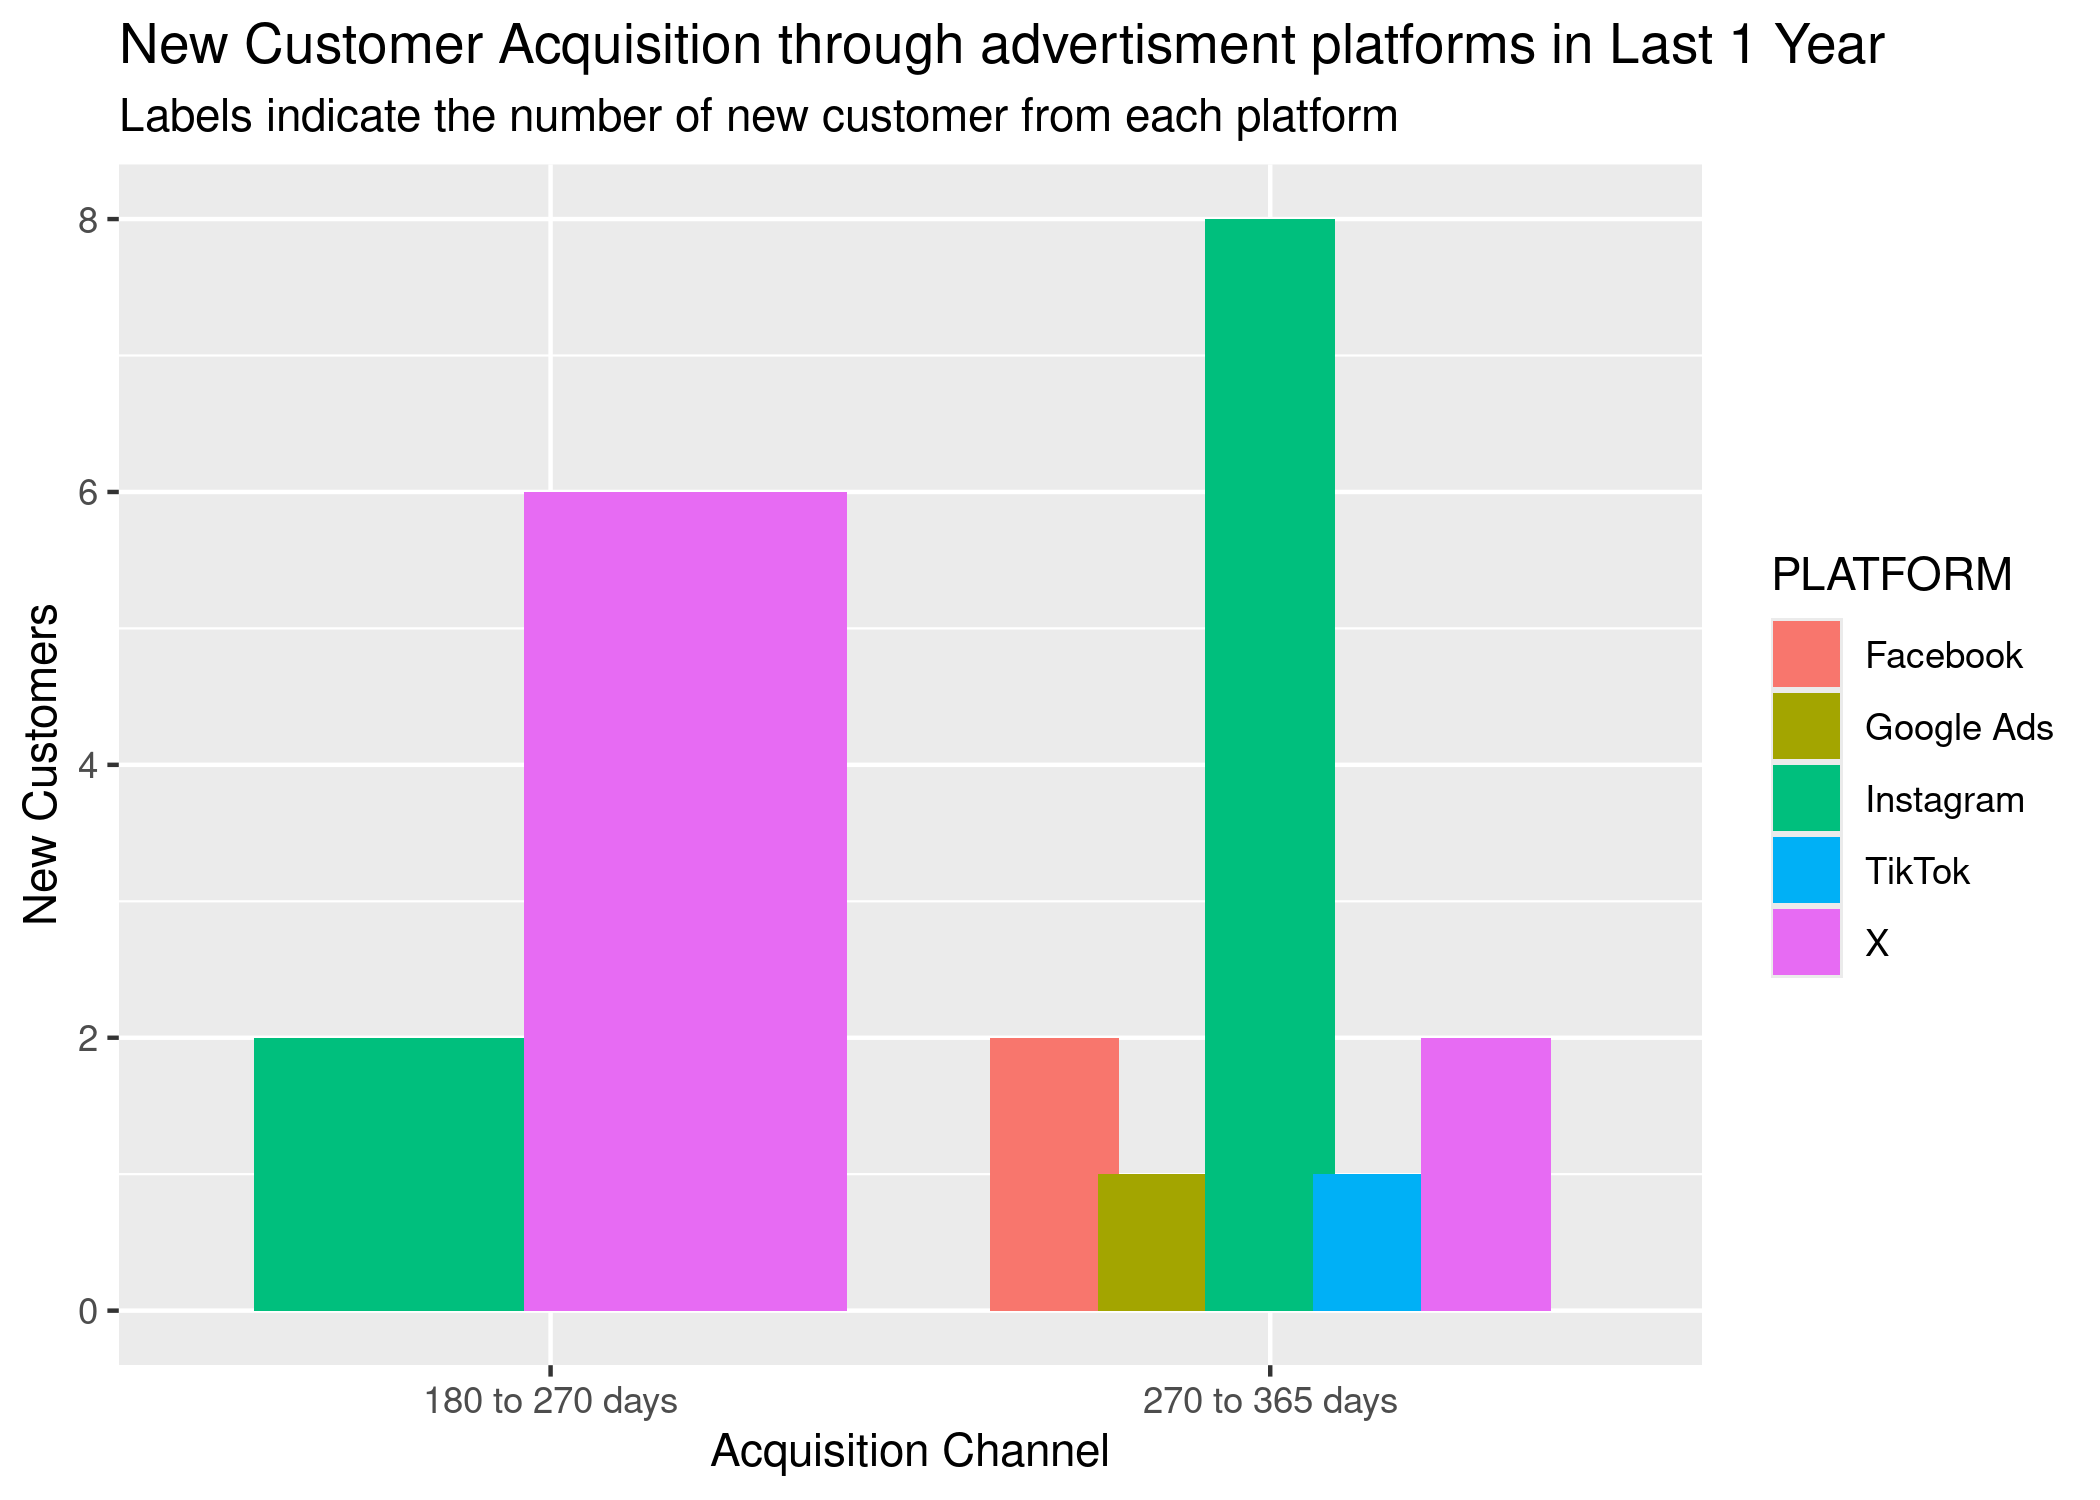 New Customer Acquisition through advertisment platforms in Last 1 Year
Labels indicate the number of new customer from each platform
8
6
4
2
0
New Customers
180 to 270 days
270 to 365 days
Acquisition Channel
PLATFORM
Facebook
Google Ads
Instagram
TikTok
X